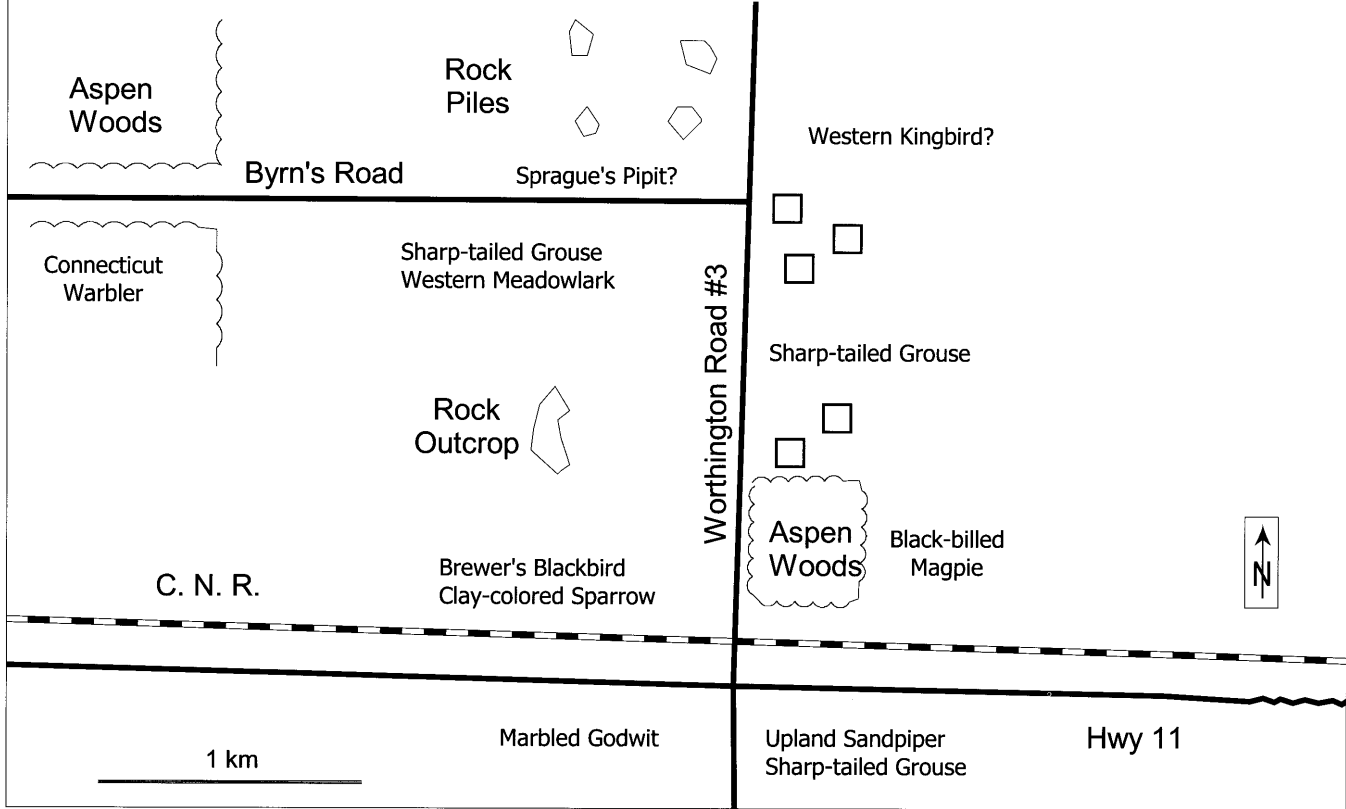 Aspen
Woods
Rock
Piles
Western Kingbird?
Byrn's Road
Sprague's Pipit?
Connecticut
Warbler
Sharp-tailed Grouse
Western Meadowlark
Worthington Road #3
Sharp-tailed Grouse
Rock
Outcrop
Aspen
Woods
Black-billed
Magpie
N
C. N. R.
Brewer's Blackbird
Clay-colored Sparrow
1 km
Marbled Godwit
Upland Sandpiper
Sharp-tailed Grouse
Hwy 11